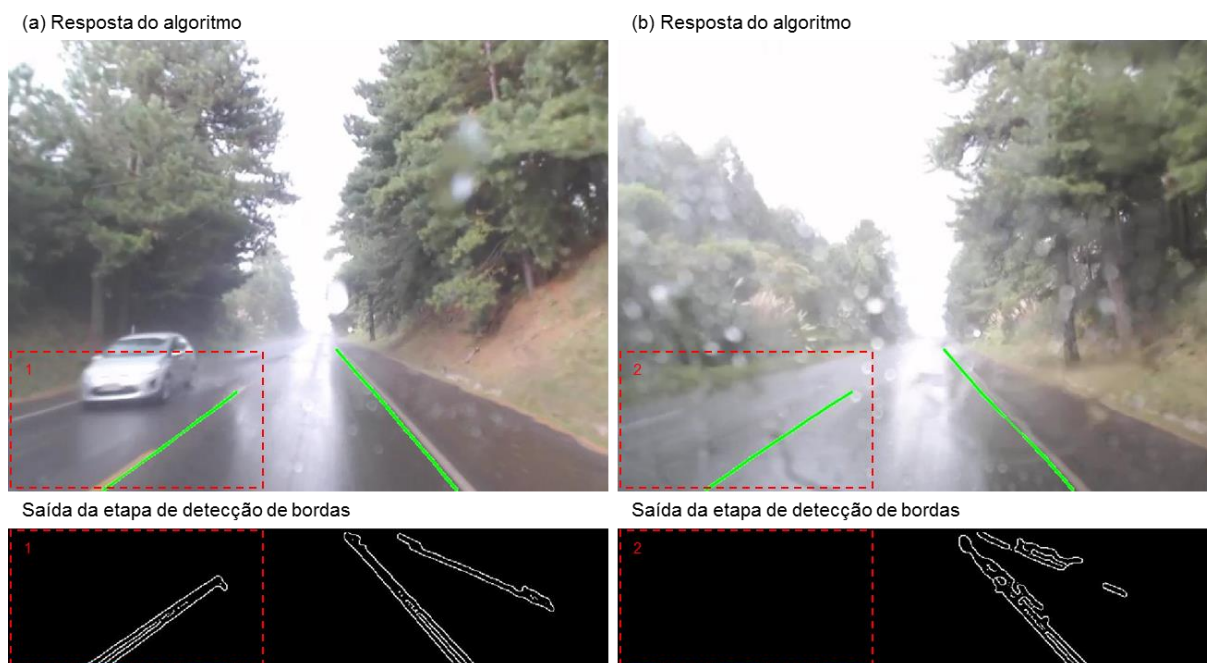 (a) Resposta do algoritmo
(b) Resposta do algoritmo
1
2
Saída da etapa de detecção de bordas
Saída da etapa de detecção de bordas
1
2